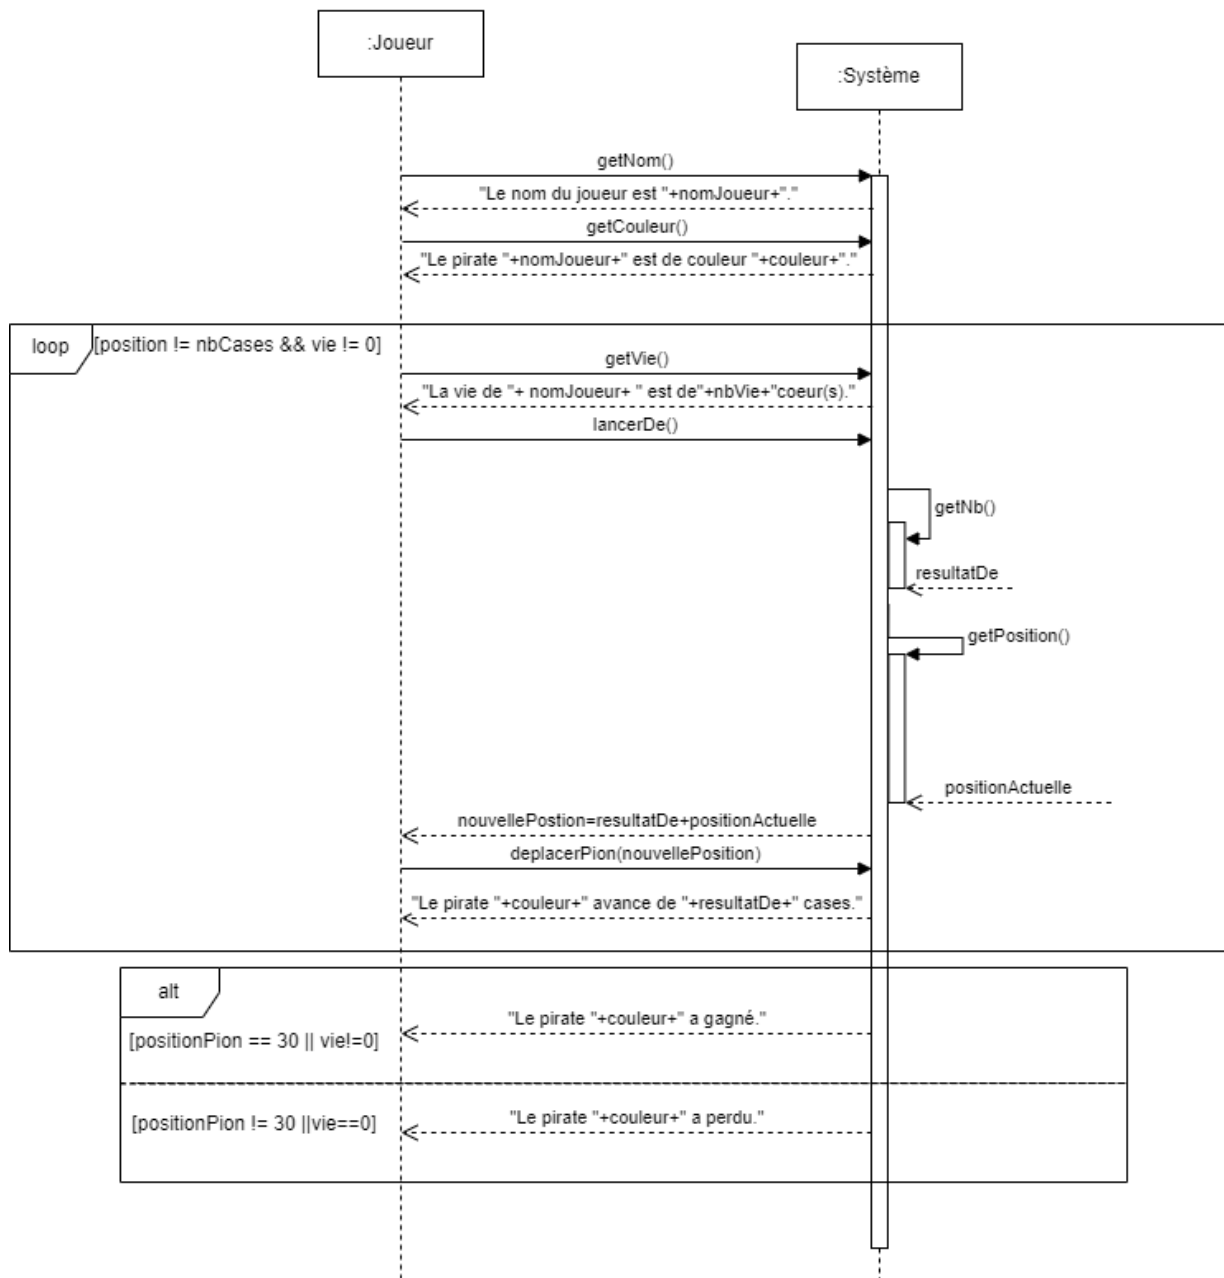 :Joueur
:Système
getNom()
"Le nom du joueur est "+nomJoueur+"."
getCouleur()
"Le pirate "+nomJoueur+" est de couleur "+couleur+"."
loop
[position != nbCases && vie != 0]
getVie()
"La vie de "+ nomJoueur+ " est de"+nbVie+"coeur(s)."
lancerDe()
getNb()
resultatDe
getPosition()
positionActuelle
nouvellePostion=resultatDe+positionActuelle
deplacerPion(nouvellePosition)
"Le pirate "+couleur+" avance de "+resultatDe+" cases."
alt
"Le pirate "+couleur+" a gagné."
[positionPion == 30 || vie!=0]
"Le pirate "+couleur+" a perdu."
[positionPion != 30 ||vie==0]